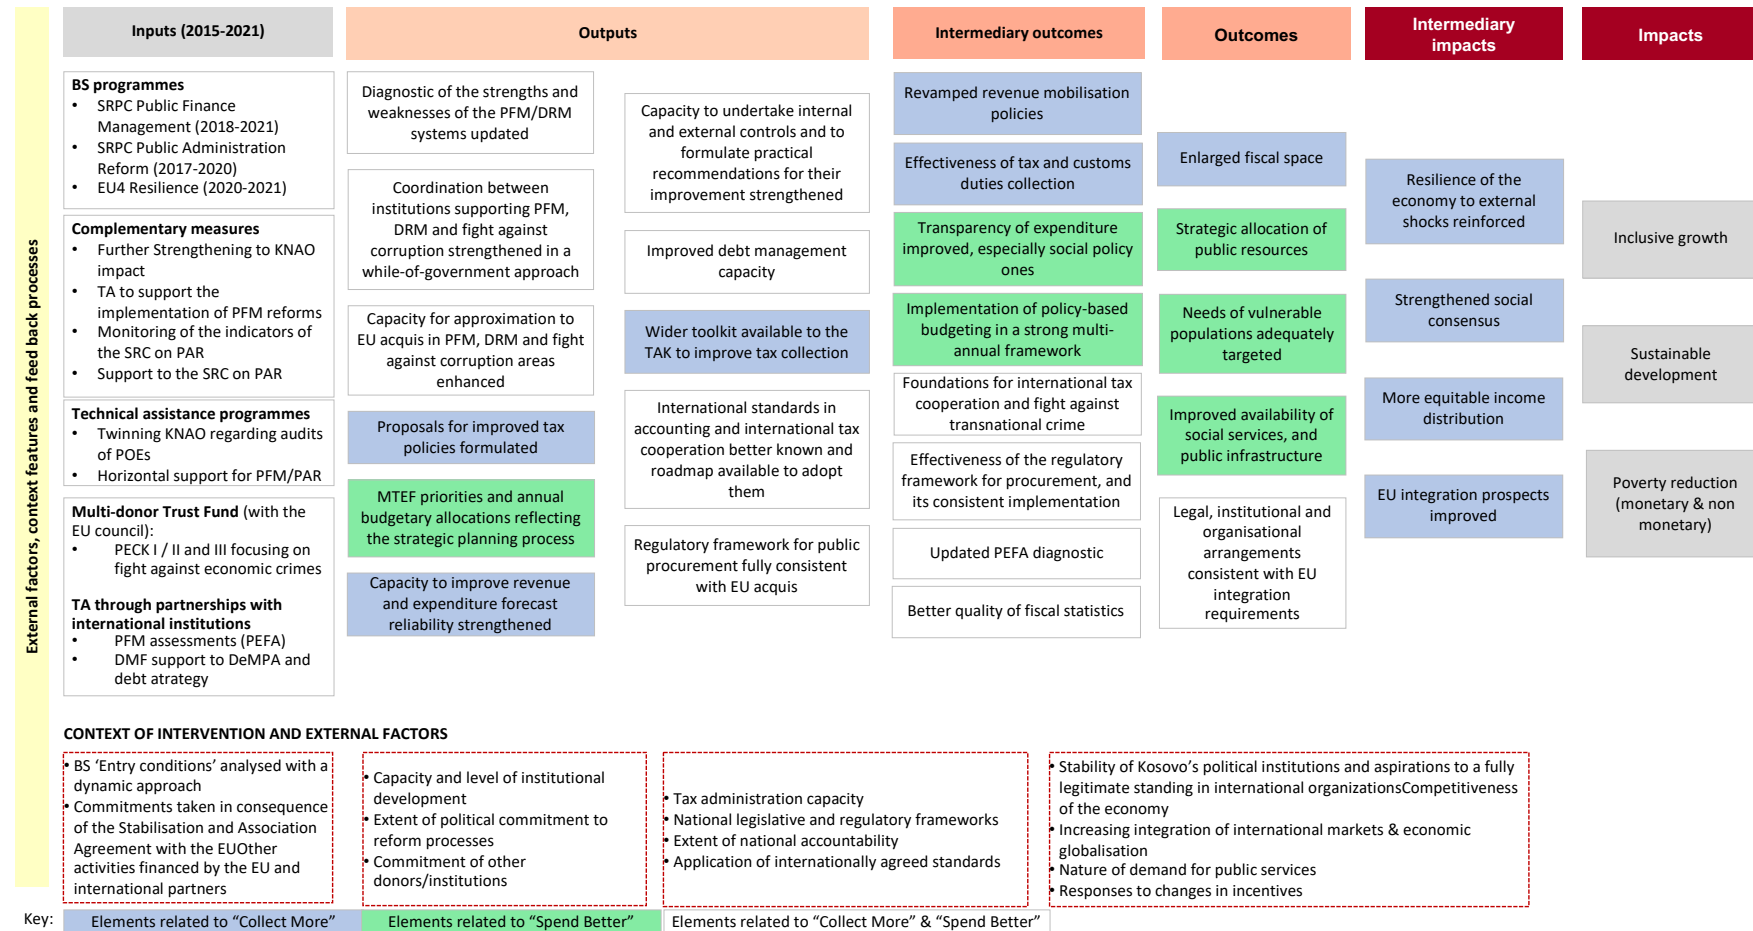 External factors, context features and feed back processes
Inputs (2015-2021)
Outputs
Intermediary outcomes
Outcomes
Intermediary
impacts
Impacts
BS programmes
• SRPC Public Finance
Management (2018-2021)
• SRPC Public Administration
Reform (2017-2020)
• EU4 Resilience (2020-2021)
Complementary measures
• Further Strengthening to KNAO
impact
• TA to support the
implementation of PFM reforms
• Monitoring of the indicators of
the SRC on PAR
• Support to the SRC on PAR
Technical assistance programmes
• Twinning KNAO regarding audits
of POEs
• Horizontal support for PFM/PAR
Multi-donor Trust Fund (with the
EU council):
• PECK I / II and III focusing on
fight against economic crimes
TA through partnerships with
international institutions
• PFM assessments (PEFA)
• DMF support to DeMPA and
debt atrategy
Diagnostic of the strengths and
weaknesses of the PFM/DRM
systems updated
Coordination between
institutions supporting PFM,
DRM and fight against
corruption strengthened in a
while-of-government approach
Capacity for approximation to
EU acquis in PFM, DRM and fight
against corruption areas
enhanced
Proposals for improved tax
policies formulated
MTEF priorities and annual
budgetary allocations reflecting
the strategic planning process
Capacity to improve revenue
and expenditure forecast
reliability strengthened
Capacity to undertake internal
and external controls and to
formulate practical
recommendations for their
improvement strengthened
Improved debt management
capacity
Wider toolkit available to the
TAK to improve tax collection
International standards in
accounting and international tax
cooperation better known and
roadmap available to adopt
them
Regulatory framework for public
procurement fully consistent
with EU acquis
Revamped revenue mobilisation
policies
Effectiveness of tax and customs
duties collection
Transparency of expenditure
improved, especially social policy
ones
Implementation of policy-based
budgeting in a strong multi-
annual framework
Foundations for international tax
cooperation and fight against
transnational crime
Effectiveness of the regulatory
framework for procurement, and
its consistent implementation
Updated PEFA diagnostic
Better quality of fiscal statistics
Enlarged fiscal space
Strategic allocation of
public resources
Needs of vulnerable
populations adequately
targeted
Improved availability of
social services, and
public infrastructure
Legal, institutional and
organisational
arrangements
consistent with EU
integration
requirements
Resilience of the
economy to external
shocks reinforced
Strengthened social
consensus
More equitable income
distribution
EU integration prospects
improved
Inclusive growth
Sustainable
development
Poverty reduction
(monetary & non
monetary)
CONTEXT OF INTERVENTION AND EXTERNAL FACTORS
• BS ‘Entry conditions’ analysed with a
dynamic approach
• Commitments taken in consequence
of the Stabilisation and Association
Agreement with the EUOther
activities financed by the EU and
international partners
• Capacity and level of institutional
development
• Extent of political commitment to
reform processes
• Commitment of other
donors/institutions
• Tax administration capacity
• National legislative and regulatory frameworks
• Extent of national accountability
• Application of internationally agreed standards
• Stability of Kosovo’s political institutions and aspirations to a fully
legitimate standing in international organizationsCompetitiveness
of the economy
• Increasing integration of international markets & economic
globalisation
• Nature of demand for public services
• Responses to changes in incentives
Key:
Elements related to “Collect More”
Elements related to “Spend Better”
Elements related to “Collect More” & “Spend Better”